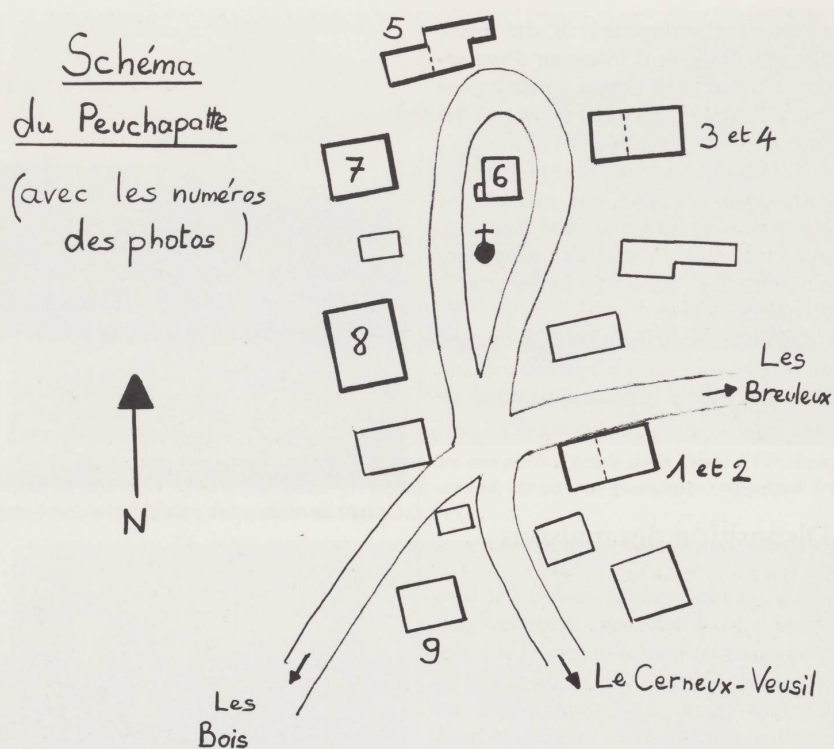 Schéma
du Peuchapatte
(avec les numéros
des photos)
5
7
6
3 et 4
8
Les
Breuleux
1 et 2
N
9
Le Cerneux-Veusil
Les
Bois